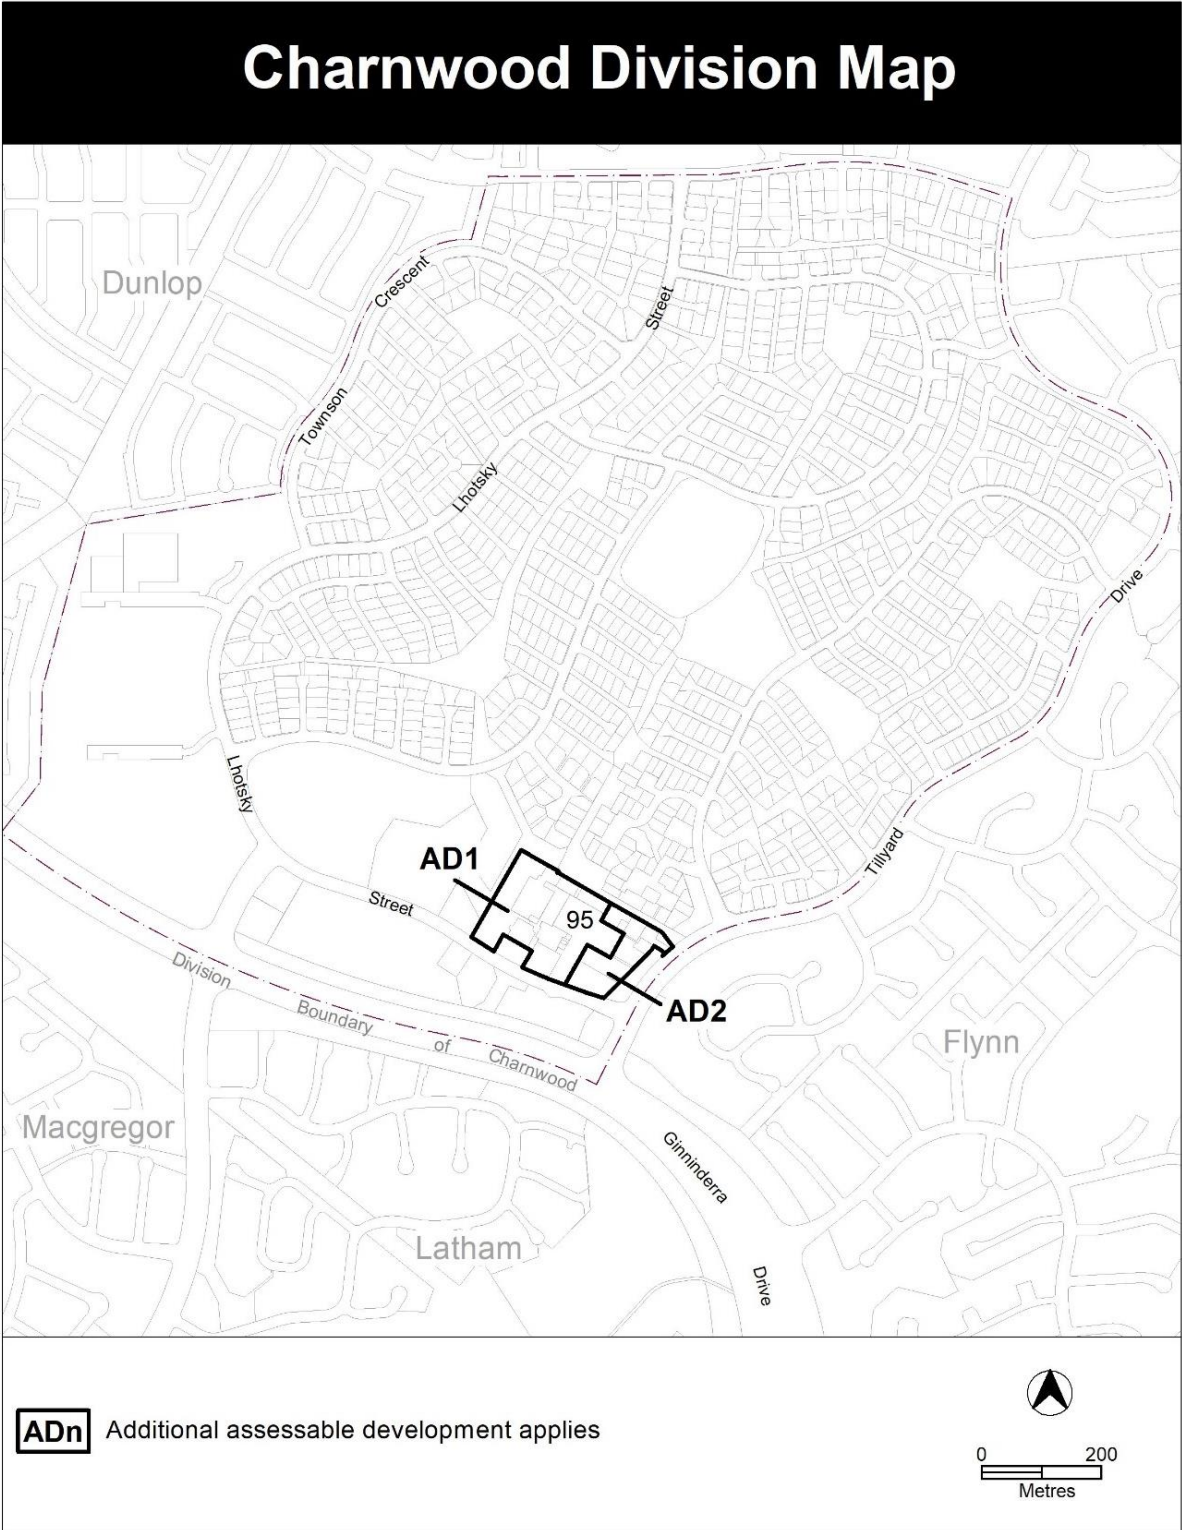 Charnwood Division Map
Dunlop
Crescent
Street
Townson
Lhotsky
Drive
Lhotsky
Tillyard
AD1
Street
95
Division Boundary of Charnwood
AD2
Flynn
Macgregor
Ginninderra
Latham
Drive
ADn Additional assessable development applies
0 200
Metres